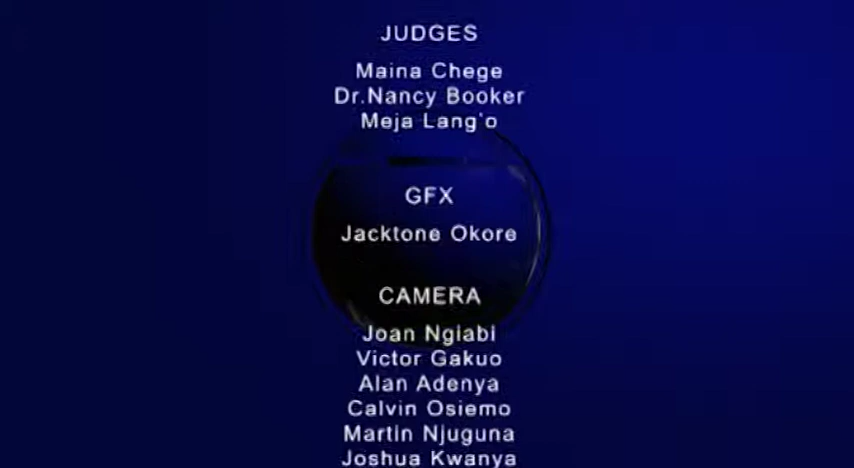 JUDGES
Maina Chege
Dr.Nancy Booker
Meja Lang'o
GFX
Jacktone Okore
CAMERA
Joan Ngiabi
Victor Gakuo
Alan Adenya
Calvin Osiemo
Martin Njuguna
Joshua Kwanya